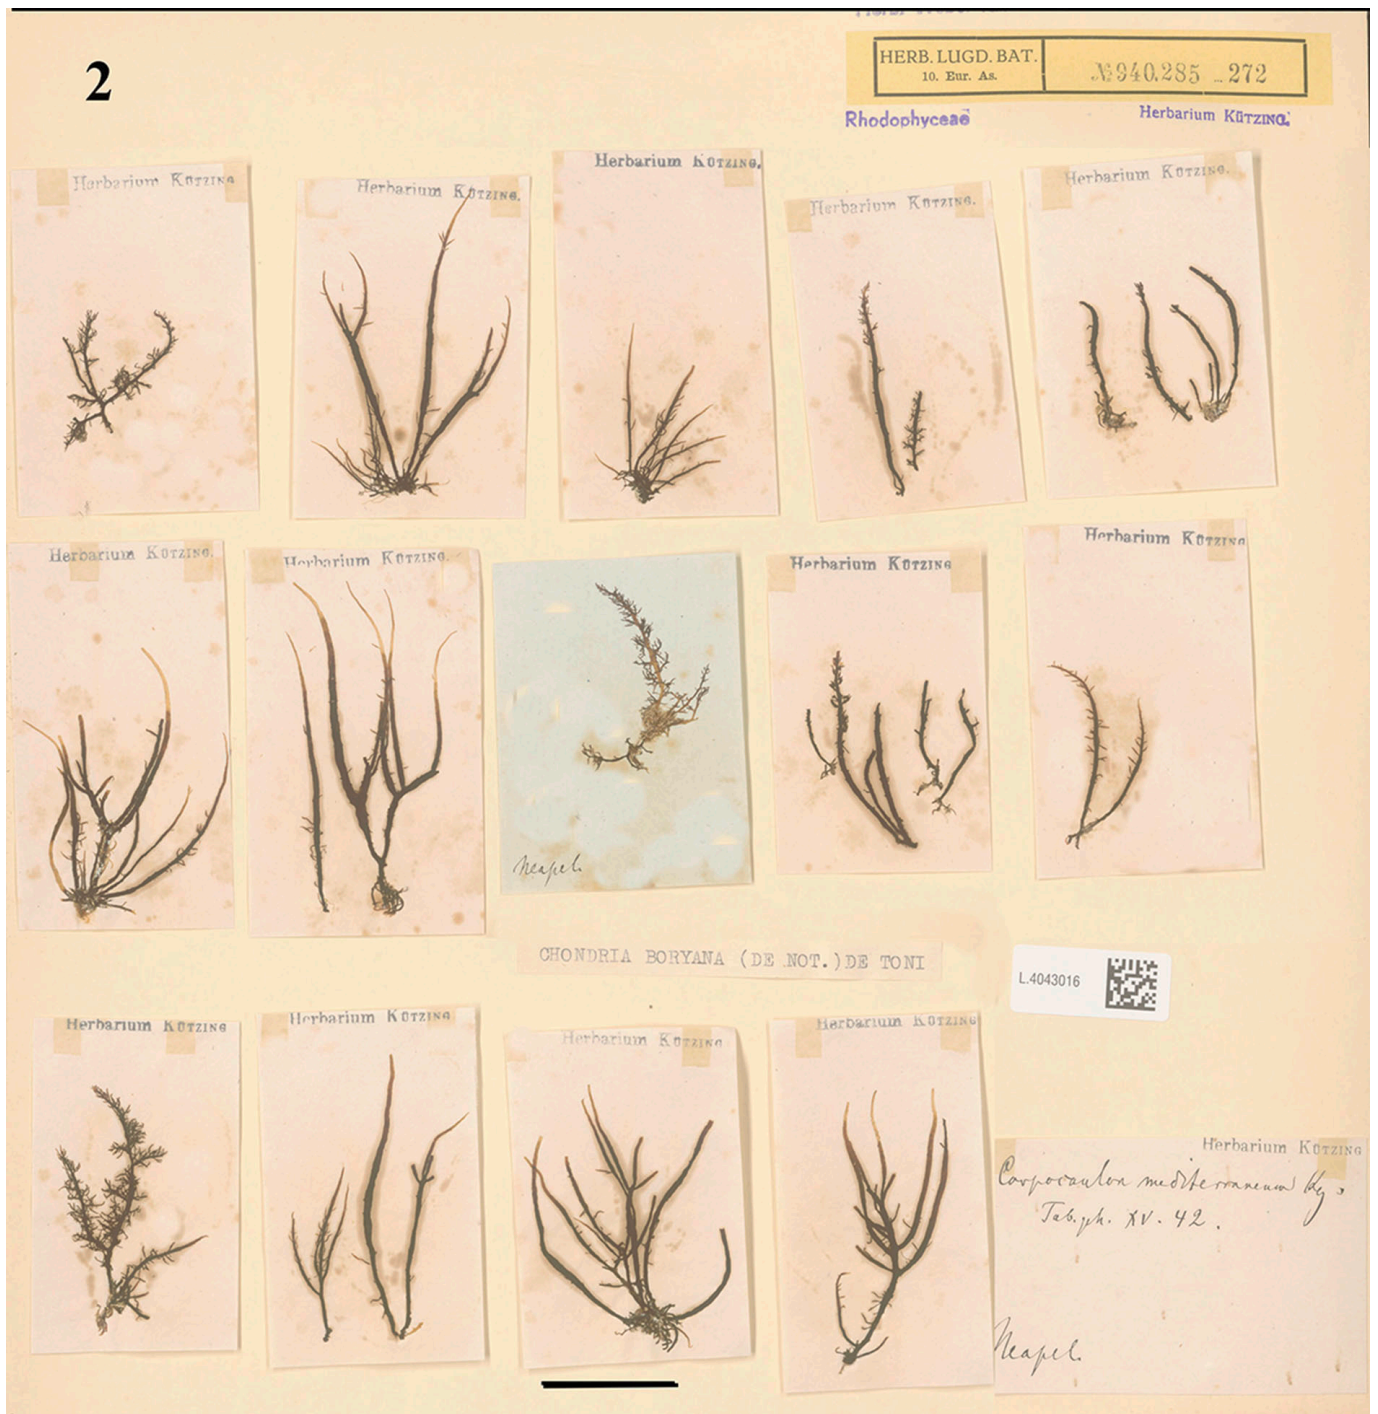 2
HERB. LUGD. BAT.
10. Eur. As.
№940.285 - 272
Rhodophyceae
Herbarium KÜTZING.
Herbarium KÜTZING
Herbarium KÜTZING.
Herbarium KÜTZING.
Herbarium KÜTZING.
Herbarium KÜTZING.
Herbarium KÜTZING.
Herbarium KÜTZING.
Herbarium KÜTZING
Herbarium KÜTZING
Neapel.
CHONDRIA BORYANA (DE NOT.) DE TONI
L.4043016
Herbarium KÜTZING
Herbarium KÜTZING
Herbarium KÜTZING
Herbarium KÜTZING
Herbarium KÜTZING
Carpocaulon mediterraneum Kg.
Tab. ph. XV. 42.
Neapel.